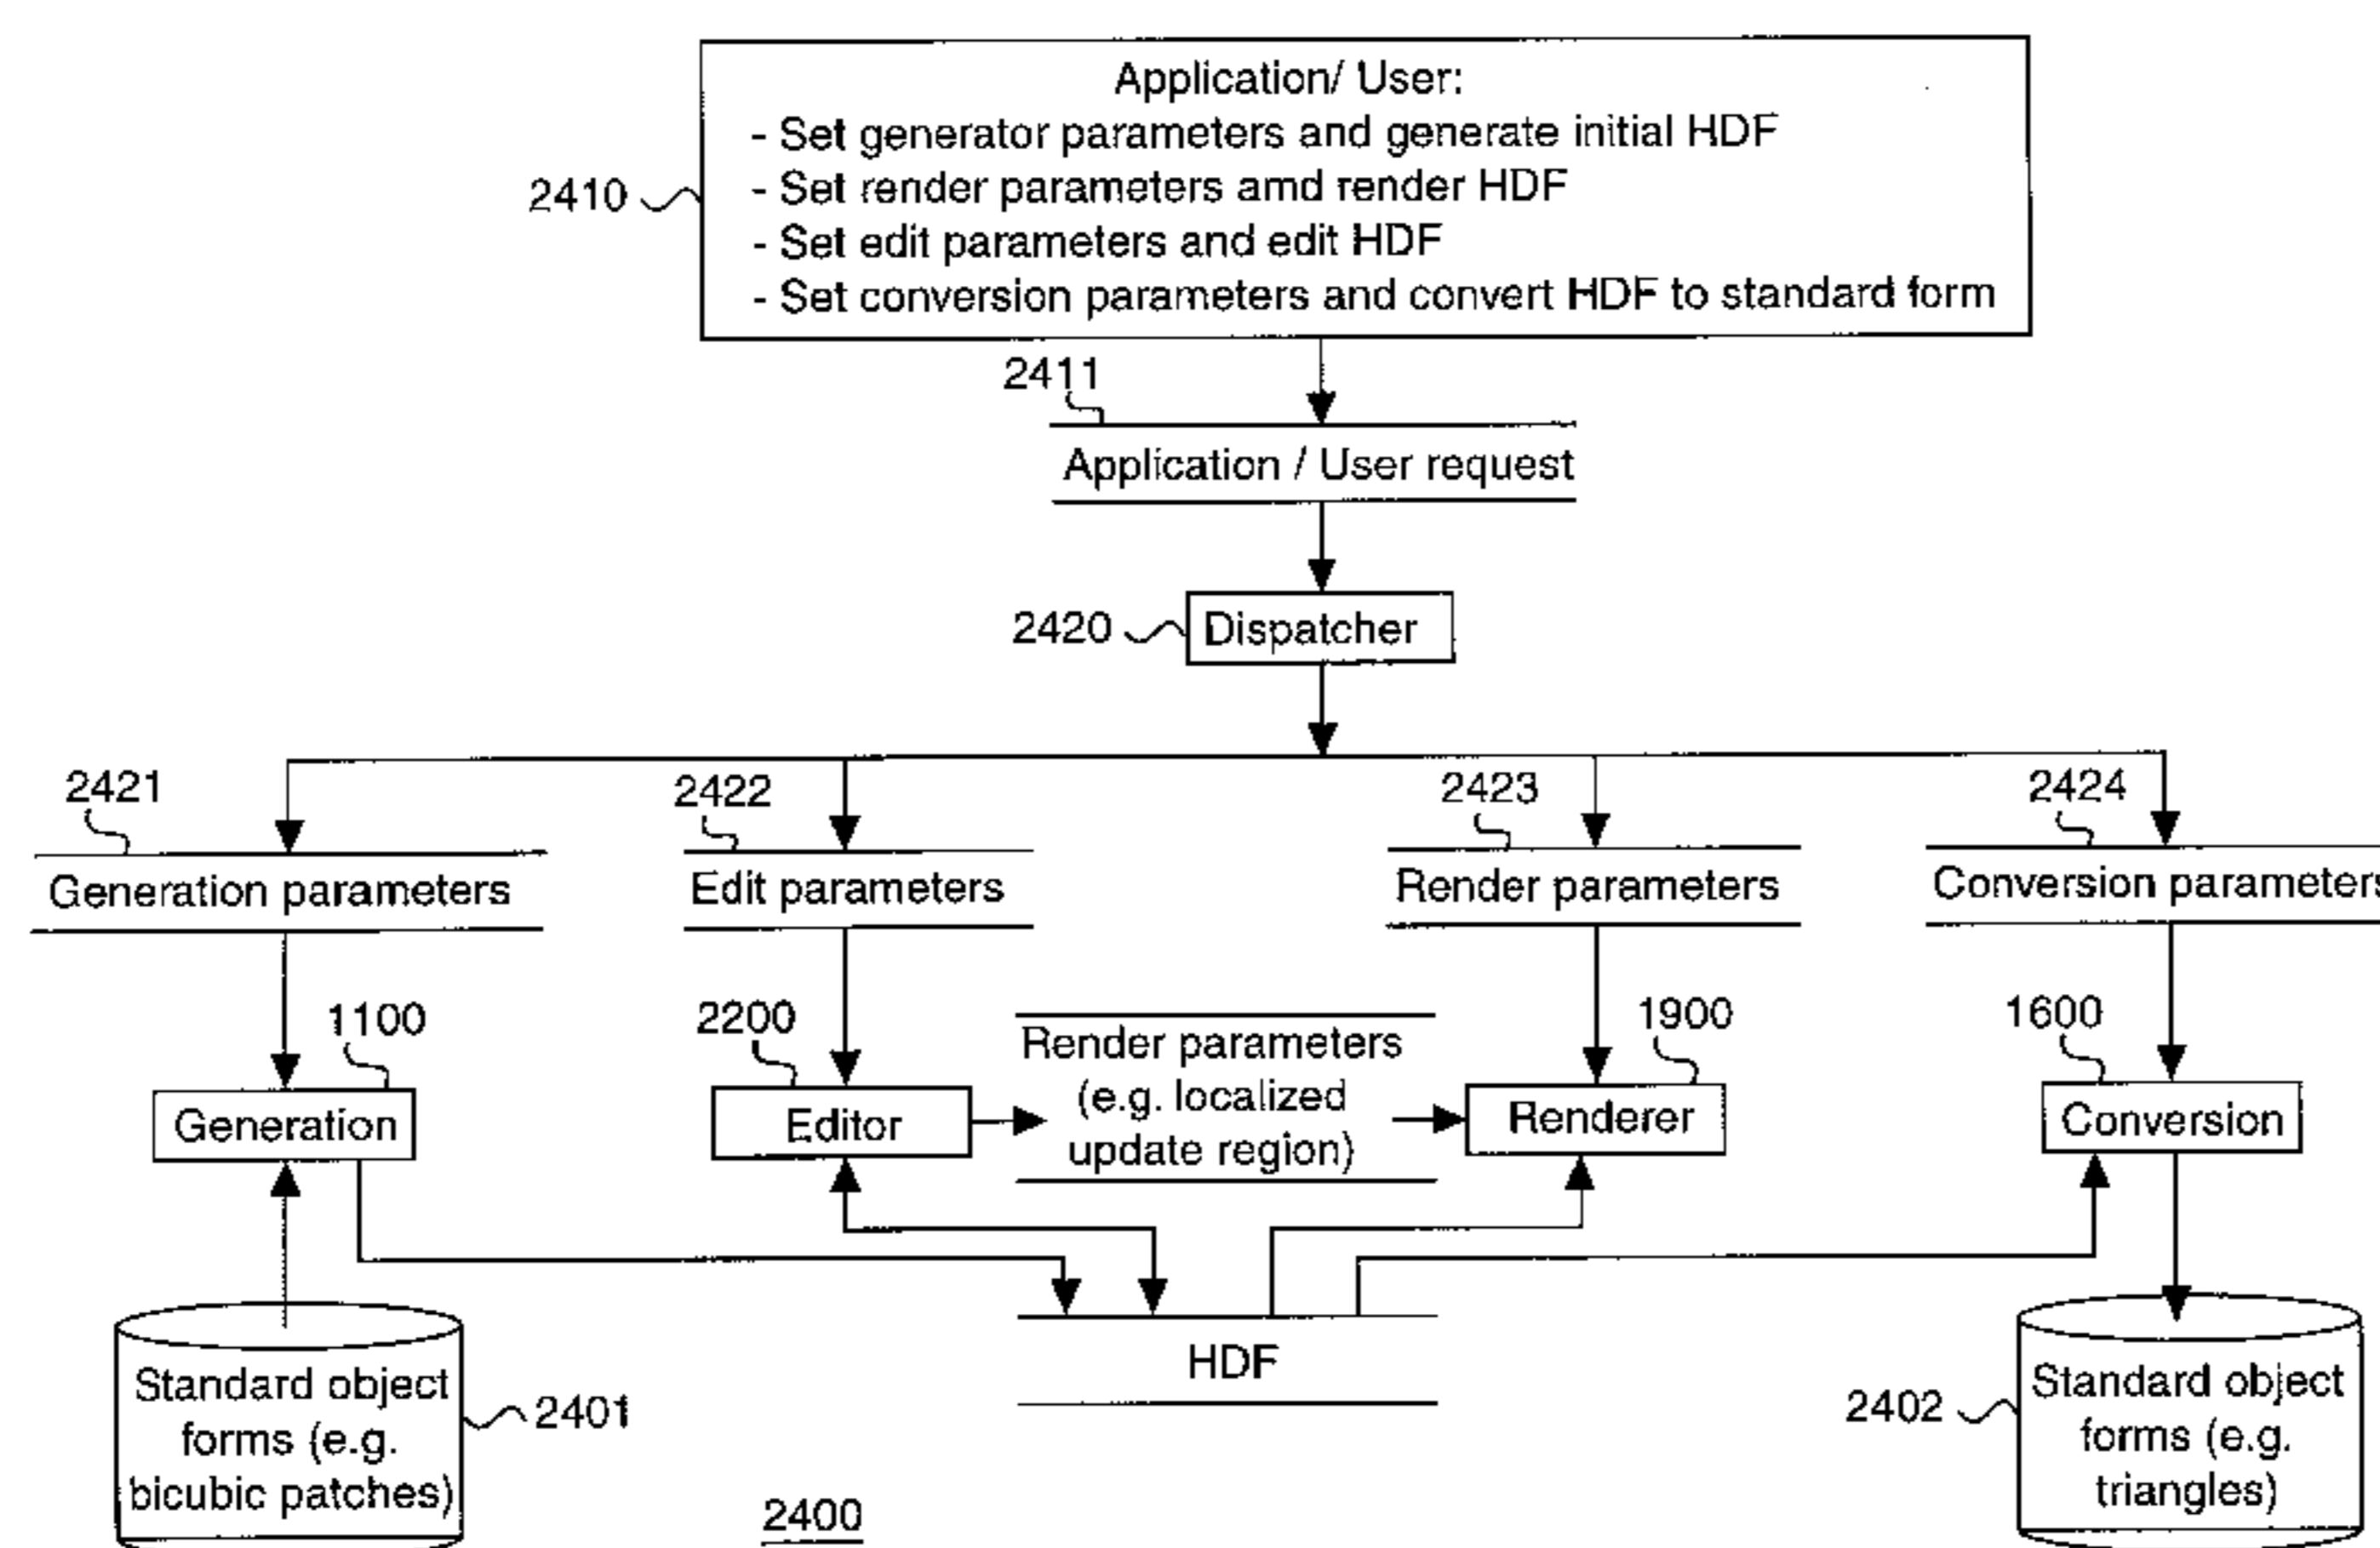 Application/ User:
- Set generator parameters and generate initial HDF
- Set render parameters amd render HDF
- Set edit parameters and edit HDF
- Set conversion parameters and convert HDF to standard form
2410
2411
Application / User request
2420
Dispatcher
2421
2422
2423
2424
Generation parameters
Edit parameters
Render parameters
Conversion parameters
1100
2200
Render parameters
(e.g. localized
update region)
1900
1600
Generation
Editor
Renderer
Conversion
HDF
Standard object
forms (e.g.
bicubic patches)
2401
2402
Standard object
forms (e.g.
triangles)
2400